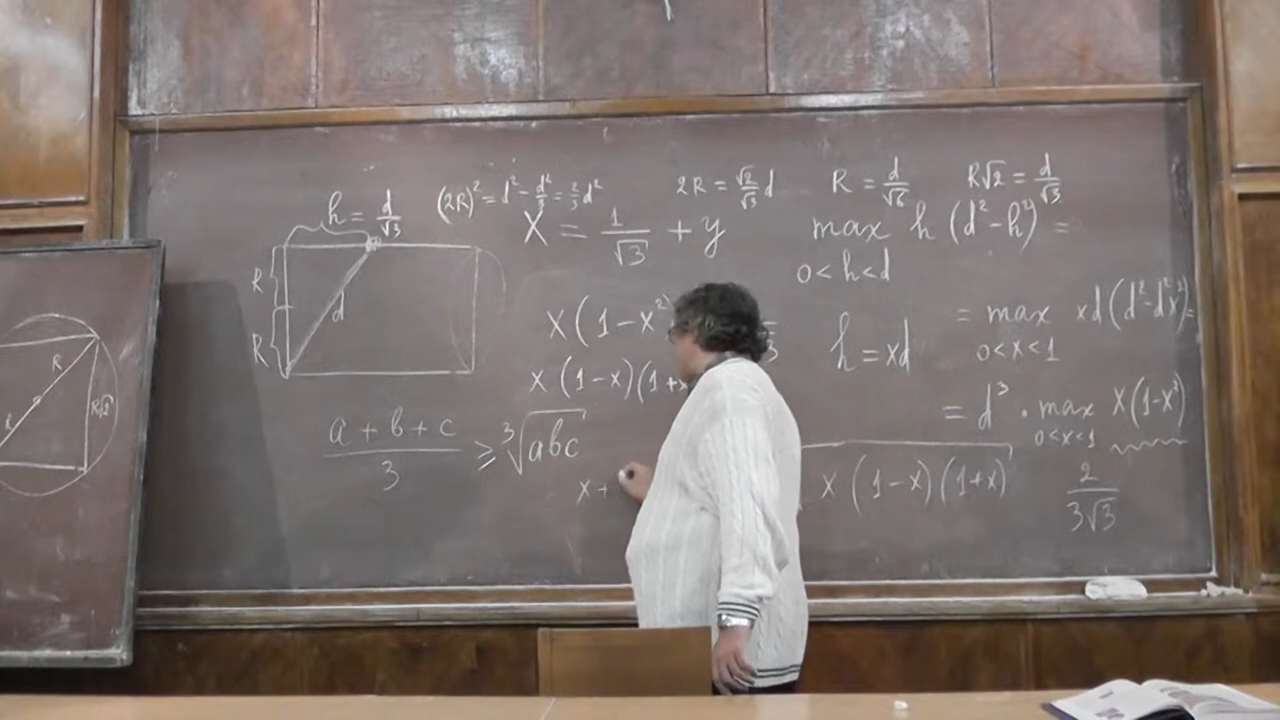 h = d/√3
(2R)² = d² - d²/3 = 2/3 d²
2R = √2/√3 d
R = d/√6
R√2 = d/√3
X = 1/√3 + y
max h (d² - h²) =
0 < h < d
R
R
d
X (1 - X²)
h = xd
= max xd (d² - d²x²) =
0 < x < 1
X (1 - X)(1 + x
= d³ · max X(1-X²)
0 < x < 1
2/3√3
(a + b + c)/3 ≥ ³√abc
X +
X (1 - X)(1 + X)
R
R√2